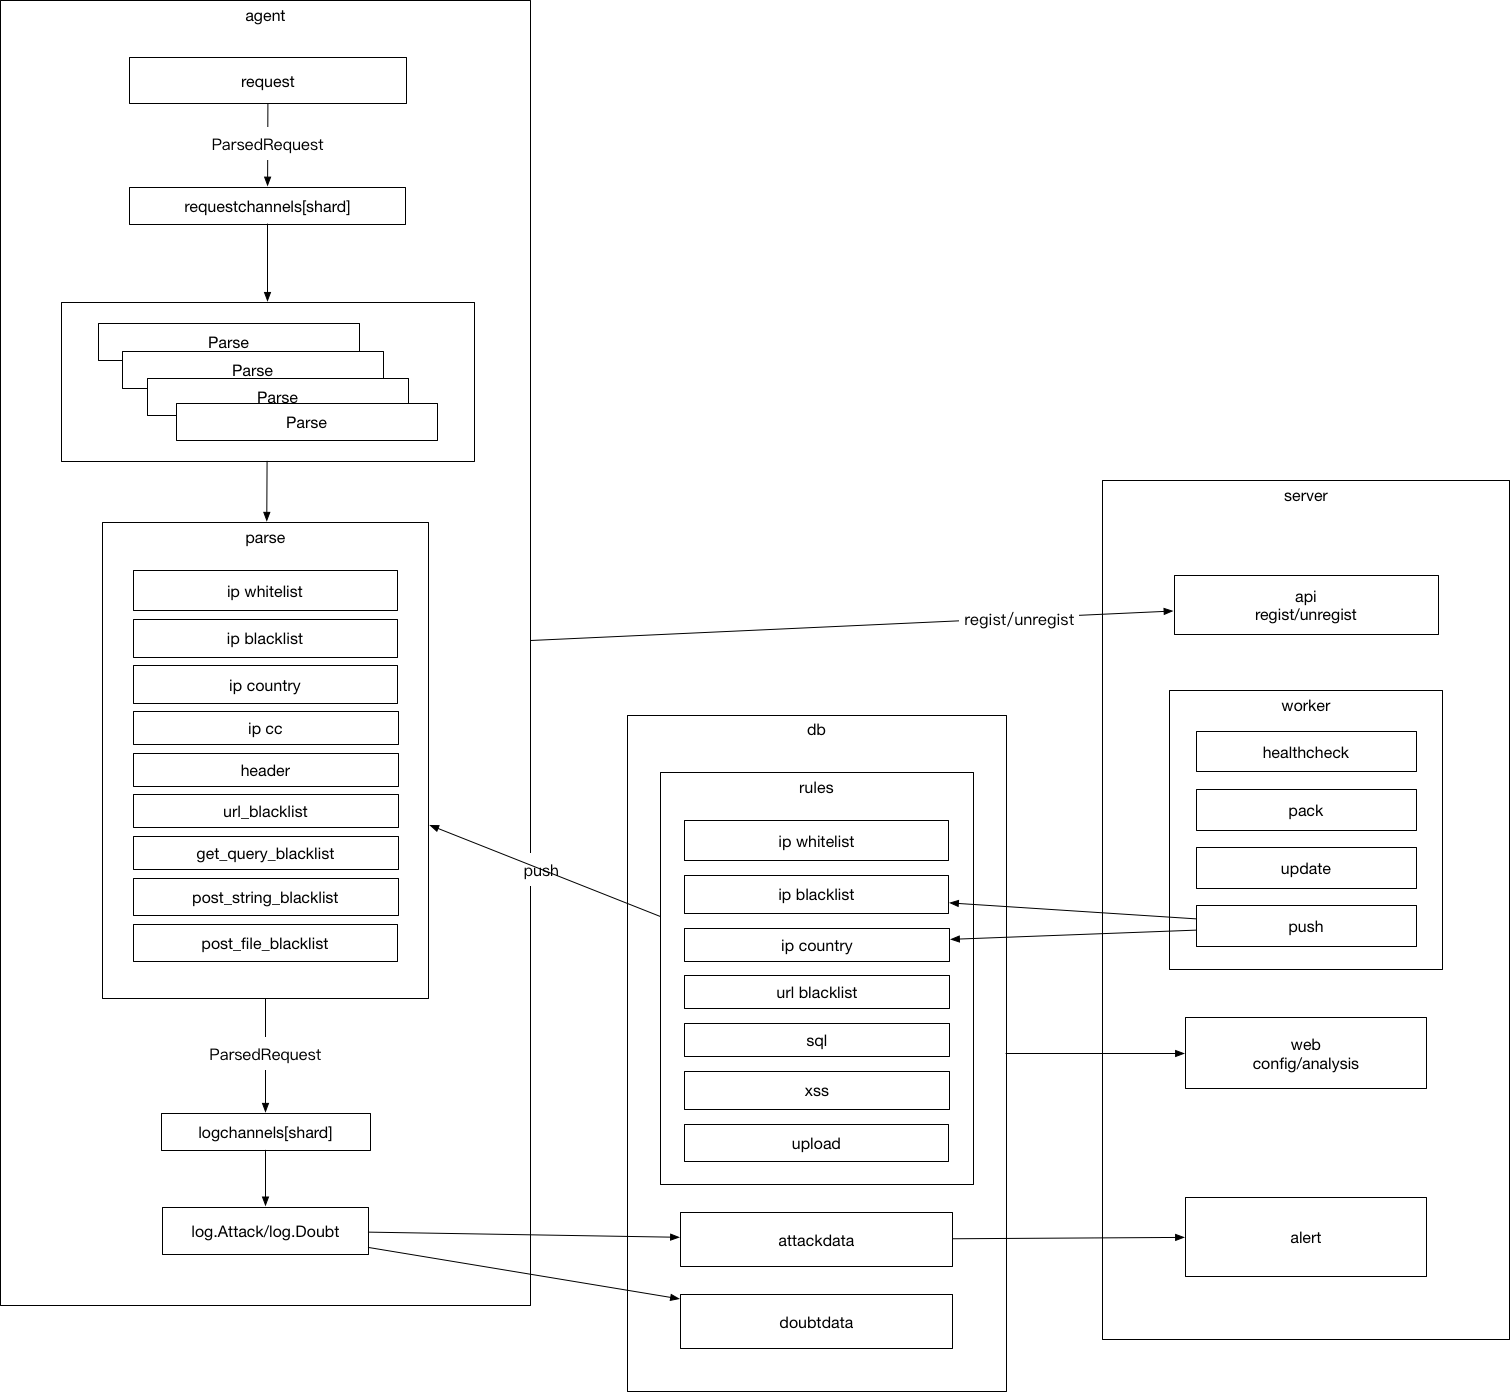 agent
request
ParsedRequest
requestchannels[shard]
Parse
Parse
Parse
Parse
parse
ip whitelist
ip blacklist
ip country
ip cc
header
url_blacklist
get_query_blacklist
post_string_blacklist
post_file_blacklist
ParsedRequest
logchannels[shard]
log.Attack/log.Doubt
push
regist/unregist
db
rules
ip whitelist
ip blacklist
ip country
url blacklist
sql
xss
upload
attackdata
doubtdata
server
api
regist/unregist
worker
healthcheck
pack
update
push
web
config/analysis
alert